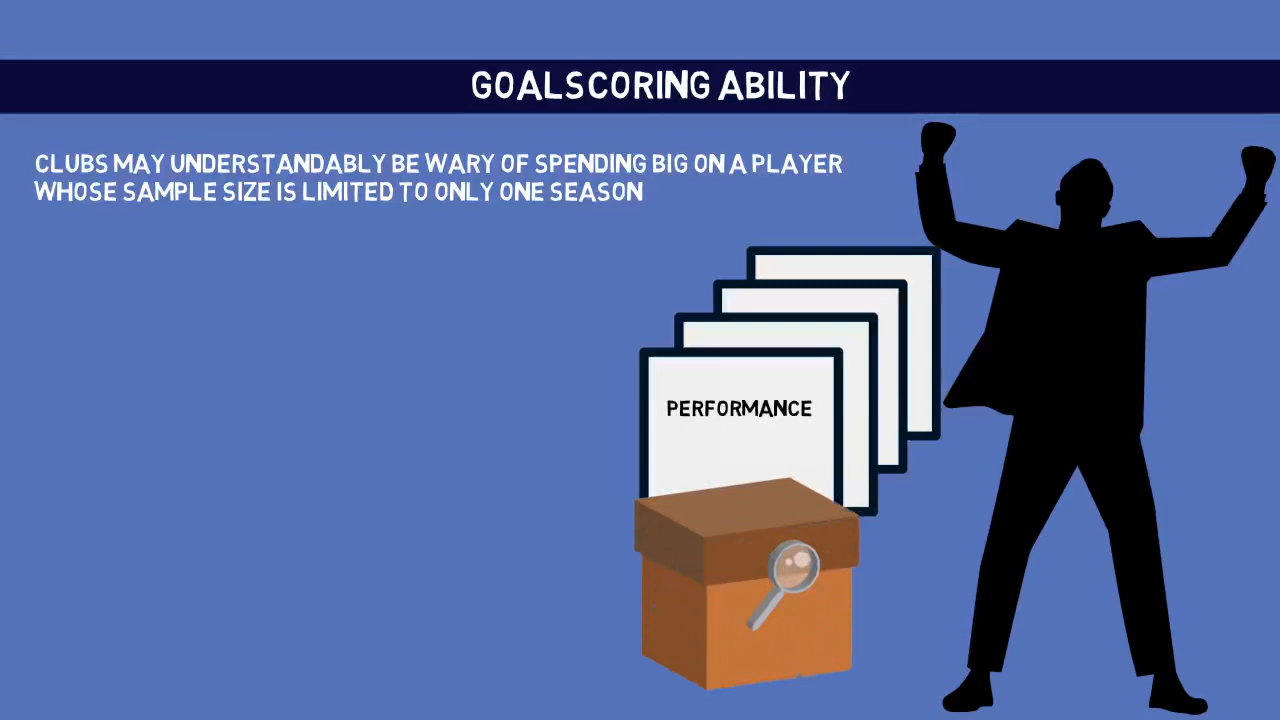 GOALSCORING ABILITY
CLUBS MAY UNDERSTANDABLY BE WARY OF SPENDING BIG ON A PLAYER
WHOSE SAMPLE SIZE IS LIMITED TO ONLY ONE SEASON
PERFORMANCE